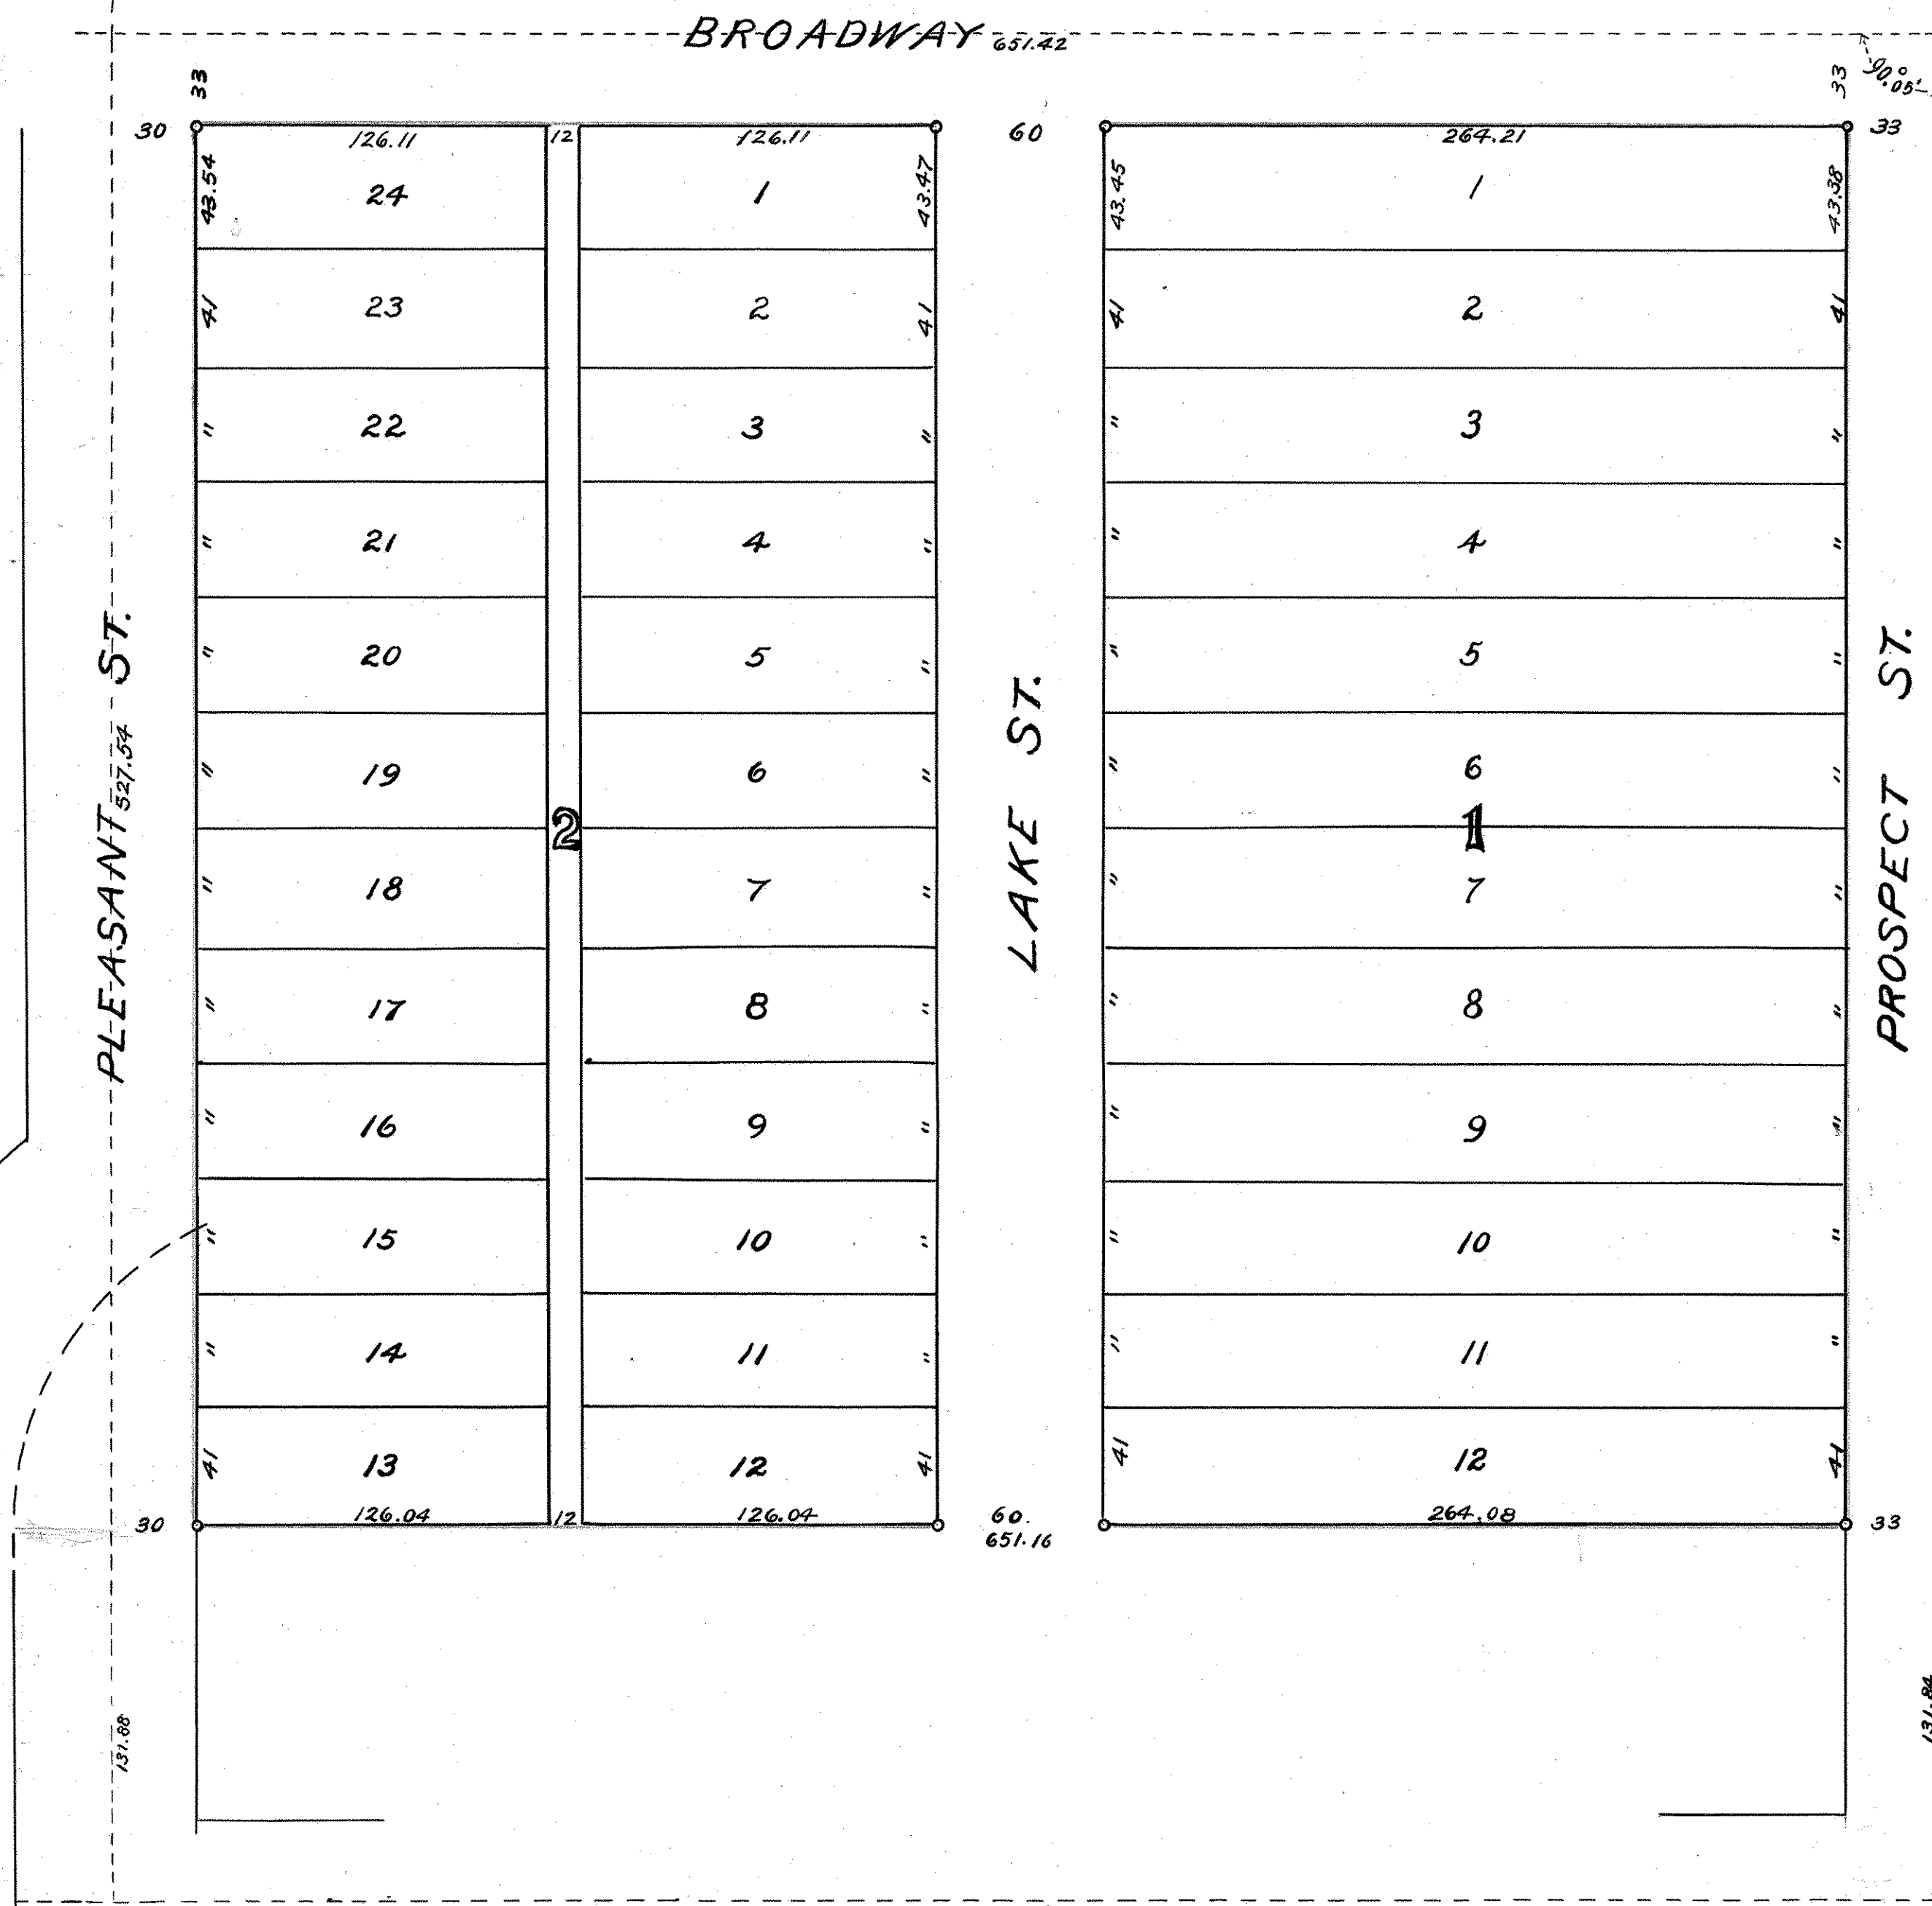 BROADWAY 651.42
33 33 90°.05'
30 126.11 12 126.11 60 264.21 33
43.54 24 1 43.47 43.45 1 43.38
41 23 2 41 41 2 41
" 22 3 " " 3 "
" 21 4 " " 4 "
" 20 5 " " 5 "
" 19 6 " " 6 "
2 1
" 18 7 " " 7 "
" 17 8 " " 8 "
" 16 9 " " 9 "
" 15 10 " " 10 "
" 14 11 " " 11 "
41 13 12 41 41 12 41
30 126.04 12 126.04 60. 264.08 33
651.16
PLEASANT 527.54 ST.
LAKE ST.
PROSPECT ST.
131.88
131.84